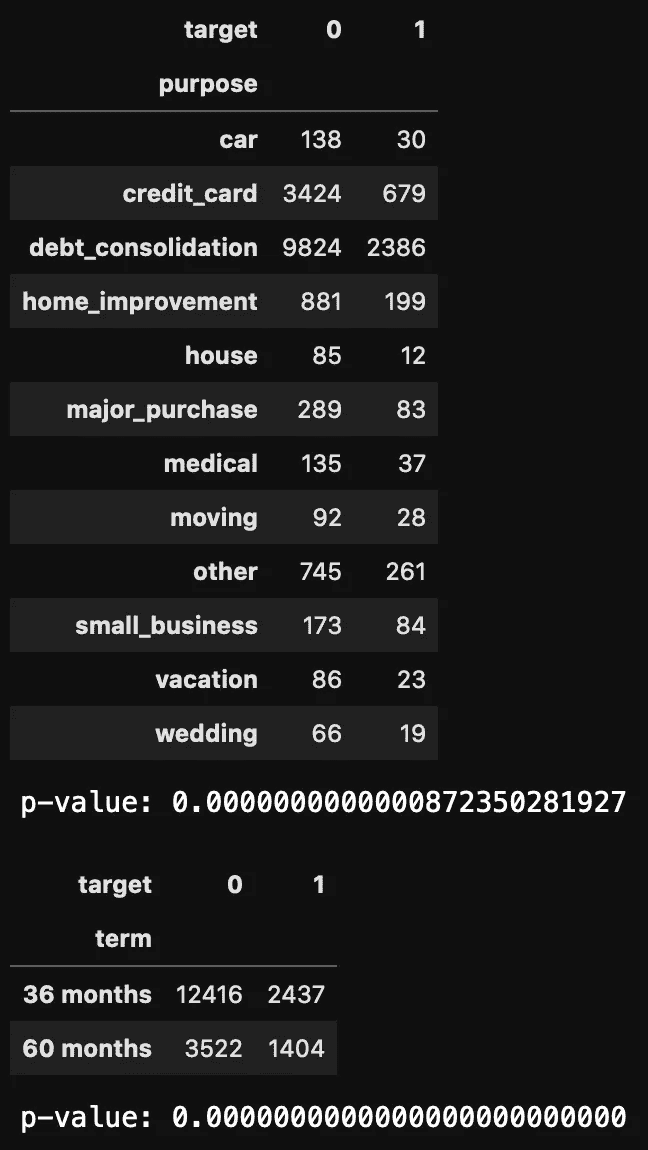 target 0 1
purpose
car 138 30
credit_card 3424 679
debt_consolidation 9824 2386
home_improvement 881 199
house 85 12
major_purchase 289 83
medical 135 37
moving 92 28
other 745 261
small_business 173 84
vacation 86 23
wedding 66 19
p-value: 0.0000000000000872350281927
target 0 1
term
36 months 12416 2437
60 months 3522 1404
p-value: 0.0000000000000000000000000